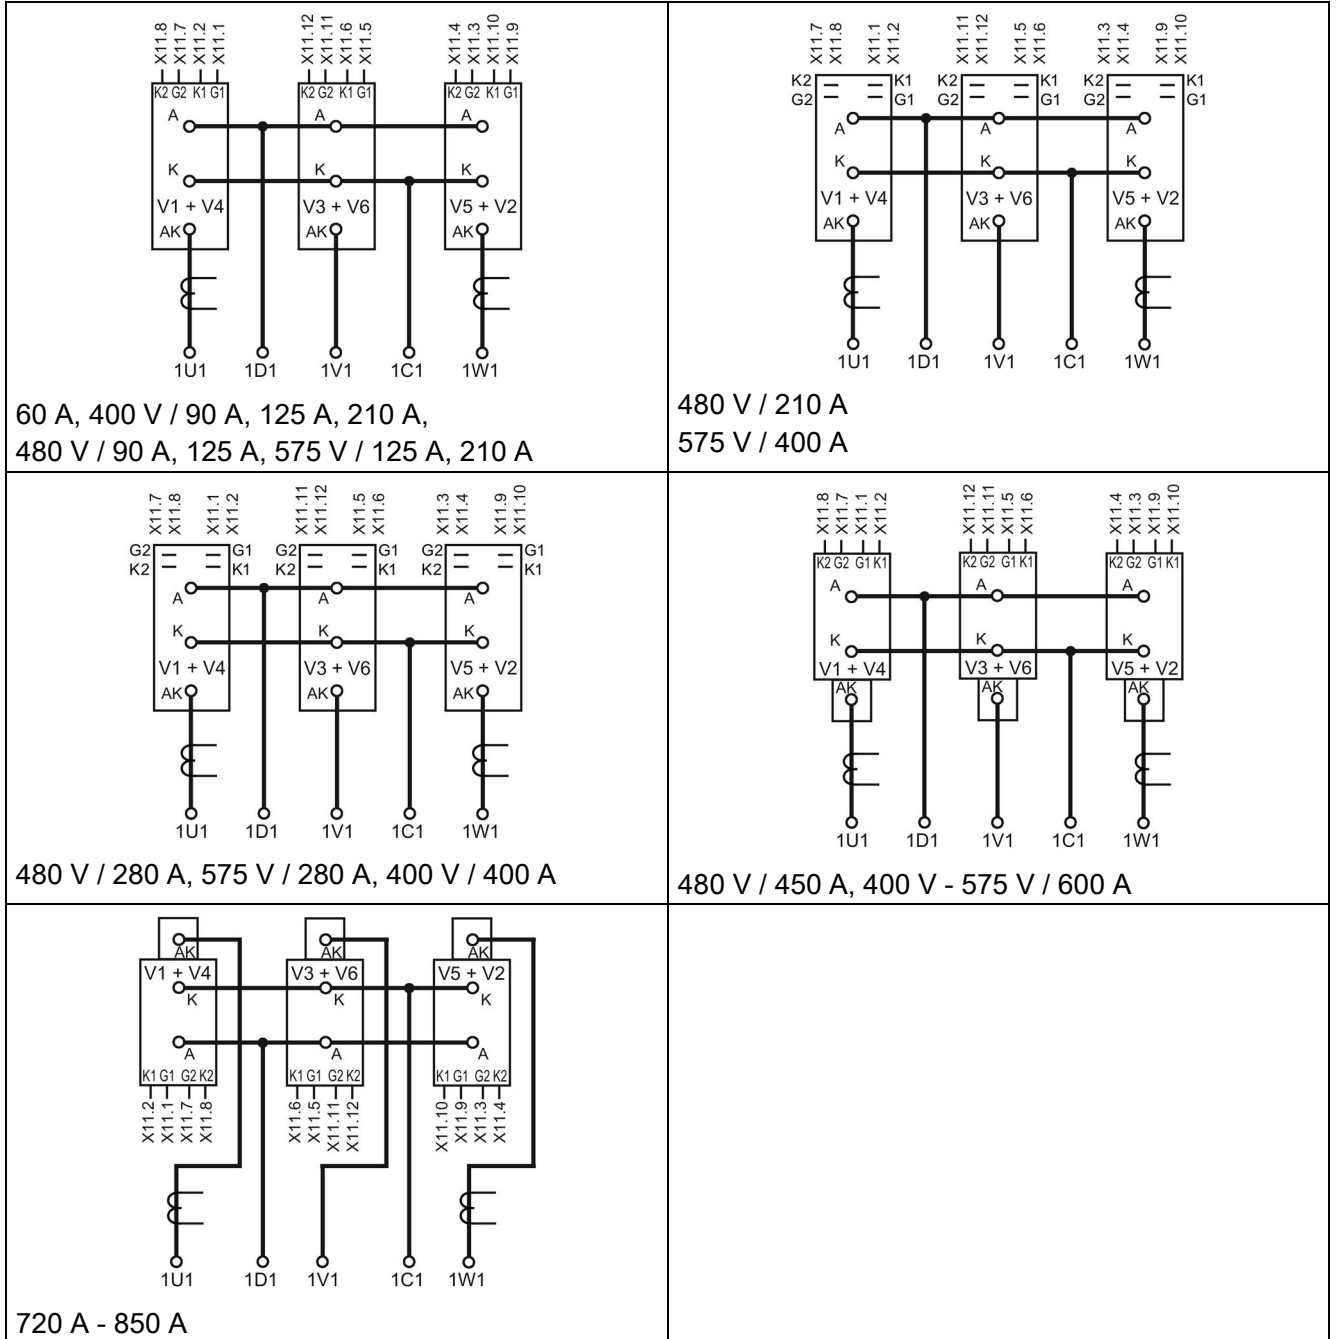 X11.8 X11.7 X11.2 X11.1 X11.12 X11.11 X11.6 X11.5 X11.4 X11.3 X11.10 X11.9
K2 G2 K1 G1 K2 G2 K1 G1 K2 G2 K1 G1
A A A
K K K
V1 + V4 V3 + V6 V5 + V2
AK AK AK
1U1 1D1 1V1 1C1 1W1
60 A, 400 V / 90 A, 125 A, 210 A,
480 V / 90 A, 125 A, 575 V / 125 A, 210 A
X11.7 X11.8 X11.1 X11.2 X11.11 X11.12 X11.5 X11.6 X11.3 X11.4 X11.9 X11.10
K2 K1 K2 K1 K2 K1
G2 G1 G2 G1 G2 G1
A A A
K K K
V1 + V4 V3 + V6 V5 + V2
AK AK AK
1U1 1D1 1V1 1C1 1W1
480 V / 210 A
575 V / 400 A
X11.7 X11.8 X11.1 X11.2 X11.11 X11.12 X11.5 X11.6 X11.3 X11.4 X11.9 X11.10
G2 G1 G2 G1 G2 G1
K2 K1 K2 K1 K2 K1
A A A
K K K
V1 + V4 V3 + V6 V5 + V2
AK AK AK
1U1 1D1 1V1 1C1 1W1
480 V / 280 A, 575 V / 280 A, 400 V / 400 A
X11.8 X11.7 X11.1 X11.2 X11.12 X11.11 X11.5 X11.6 X11.4 X11.3 X11.9 X11.10
K2 G2 G1 K1 K2 G2 G1 K1 K2 G2 G1 K1
A A A
K K K
V1 + V4 V3 + V6 V5 + V2
AK AK AK
1U1 1D1 1V1 1C1 1W1
480 V / 450 A, 400 V - 575 V / 600 A
AK AK AK
V1 + V4 V3 + V6 V5 + V2
K K K
A A A
K1 G1 G2 K2 K1 G1 G2 K2 K1 G1 G2 K2
X11.2 X11.1 X11.7 X11.8 X11.6 X11.5 X11.11 X11.12 X11.10 X11.9 X11.3 X11.4
1U1 1D1 1V1 1C1 1W1
720 A - 850 A